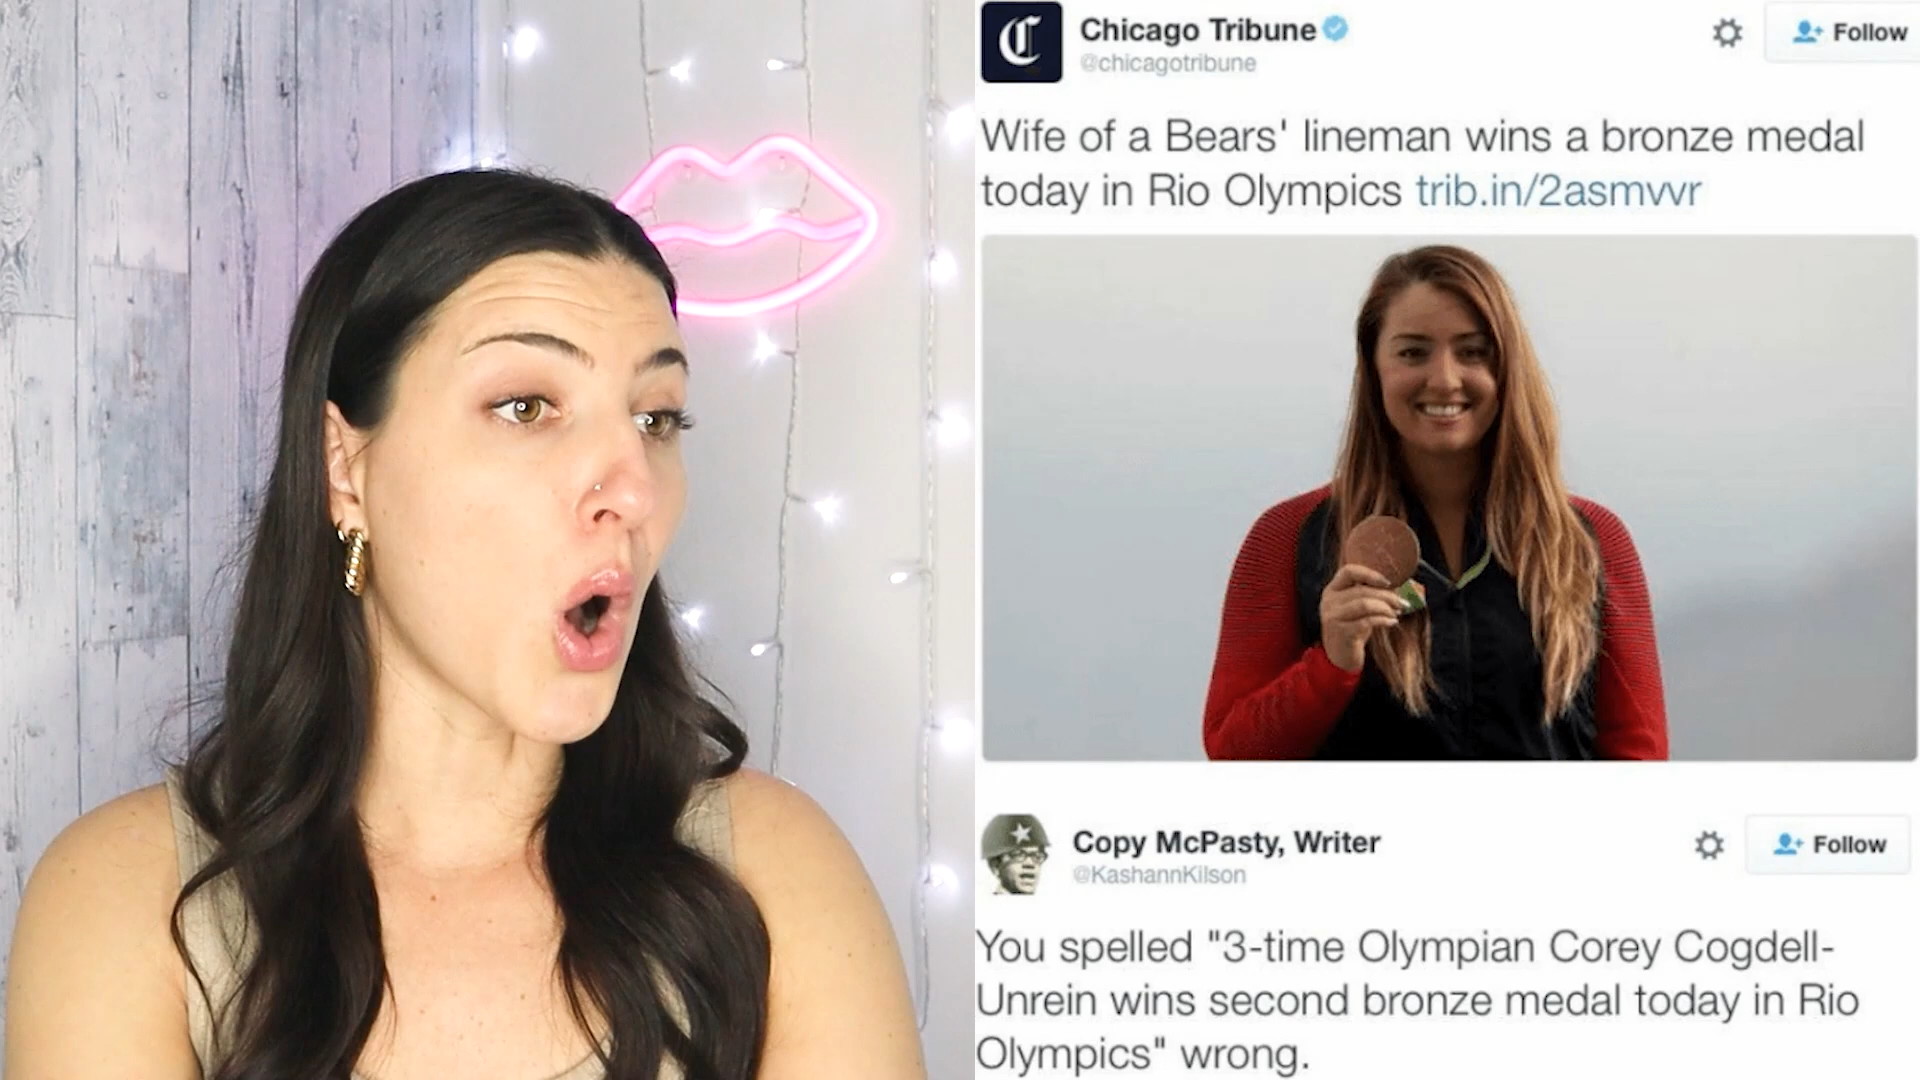 Chicago Tribune
@chicagotribune
Follow
Wife of a Bears' lineman wins a bronze medal
today in Rio Olympics trib.in/2asmvvr
Copy McPasty, Writer
@KashannKilson
Follow
You spelled "3-time Olympian Corey Cogdell-
Unrein wins second bronze medal today in Rio
Olympics" wrong.